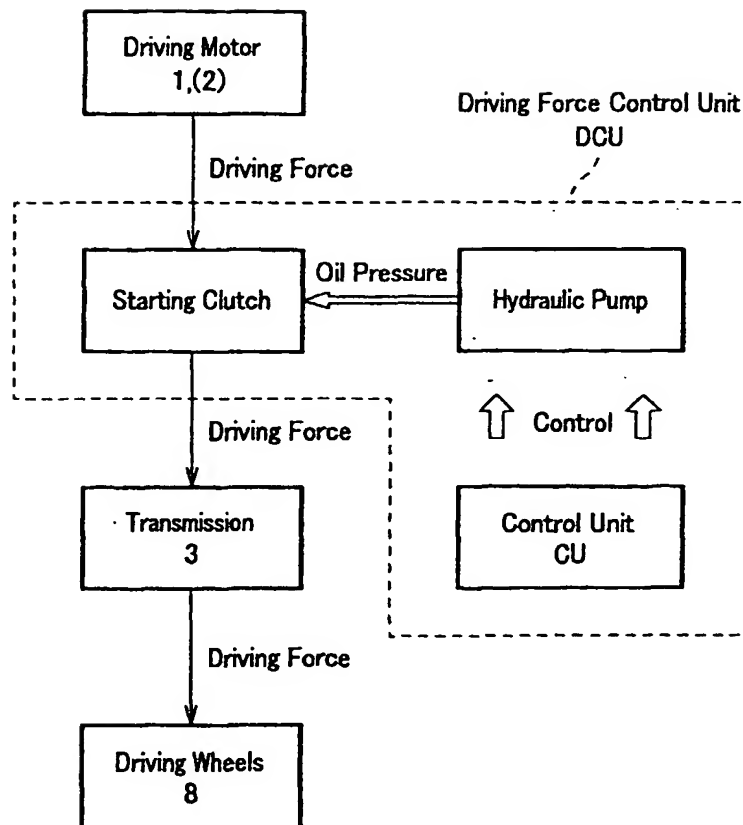 Driving Motor
1,(2)
Driving Force Control Unit
DCU
Driving Force
Starting Clutch
Oil Pressure
Hydraulic Pump
Control
Driving Force
Transmission
3
Control Unit
CU
Driving Force
Driving Wheels
8